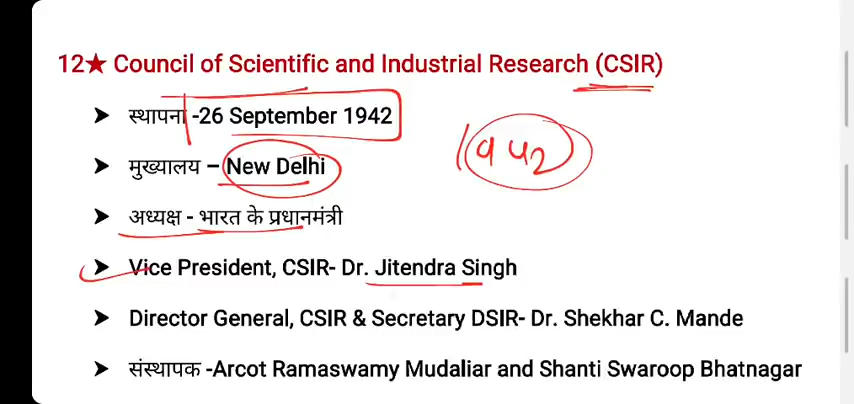 12★ Council of Scientific and Industrial Research (CSIR)
➤ स्थापना -26 September 1942
1942
➤ मुख्यालय – New Delhi
➤ अध्यक्ष - भारत के प्रधानमंत्री
➤ Vice President, CSIR- Dr. Jitendra Singh
➤ Director General, CSIR & Secretary DSIR- Dr. Shekhar C. Mande
➤ संस्थापक -Arcot Ramaswamy Mudaliar and Shanti Swaroop Bhatnagar